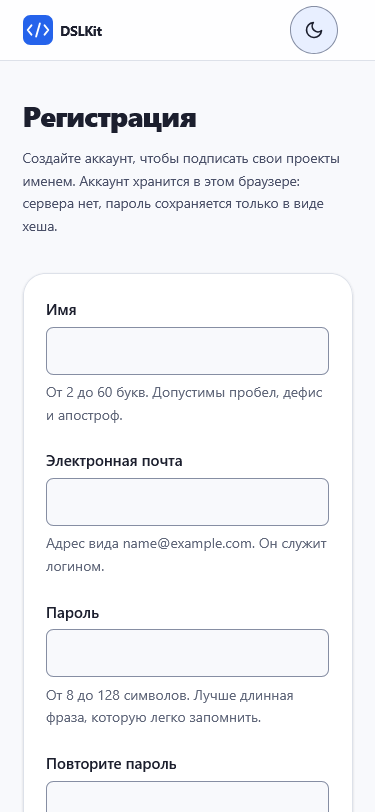 DSLKit
Регистрация
Создайте аккаунт, чтобы подписать свои проекты
именем. Аккаунт хранится в этом браузере:
сервера нет, пароль сохраняется только в виде
хеша.
Имя
От 2 до 60 букв. Допустимы пробел, дефис
и апостроф.
Электронная почта
Адрес вида name@example.com. Он служит
логином.
Пароль
От 8 до 128 символов. Лучше длинная
фраза, которую легко запомнить.
Повторите пароль